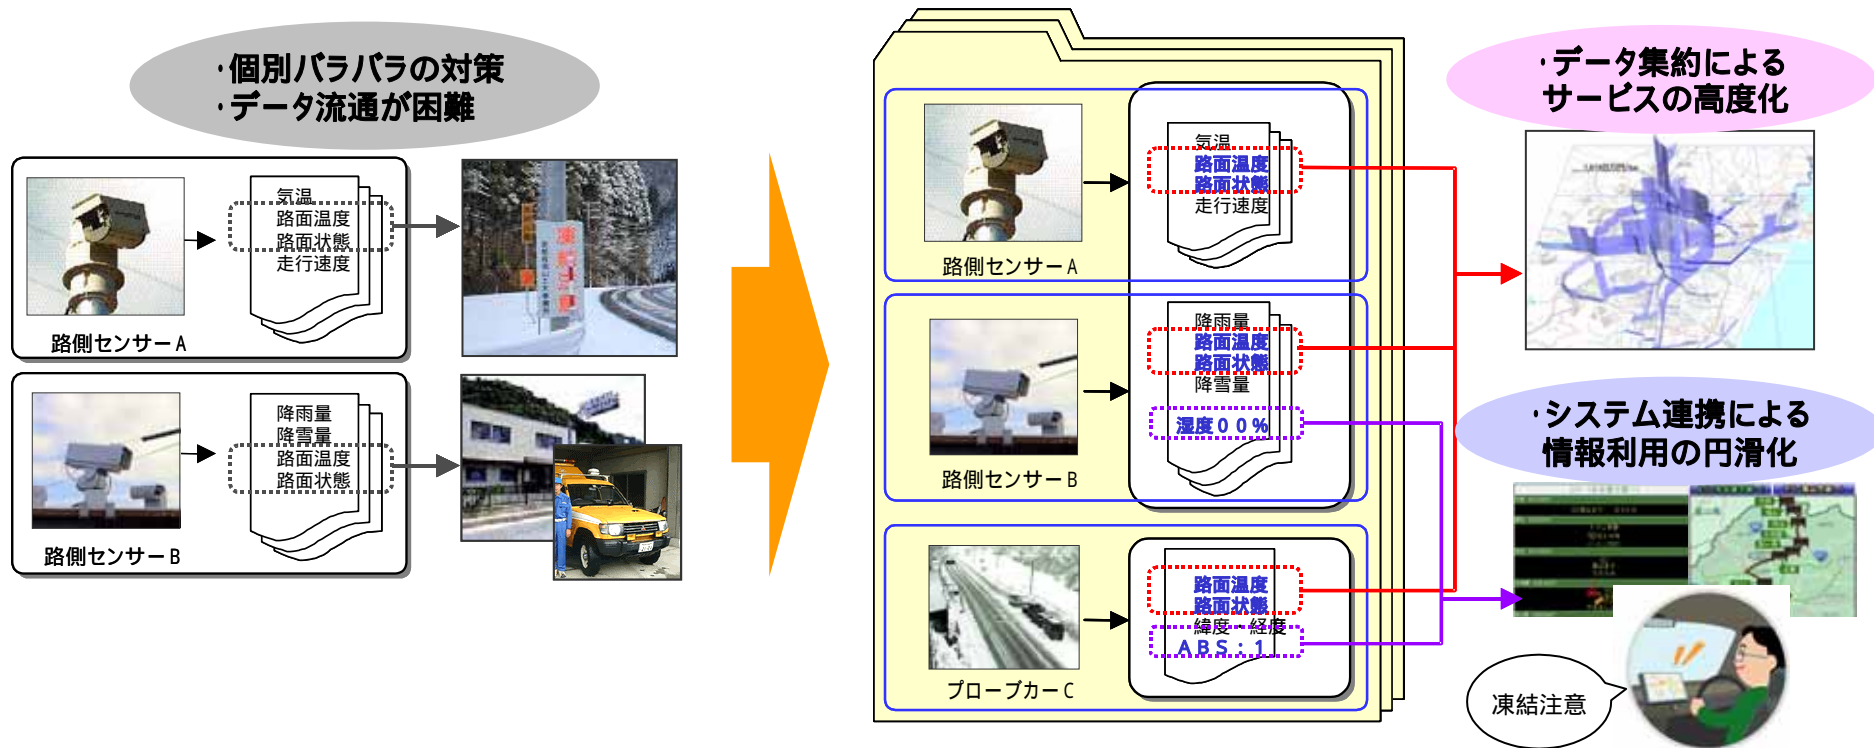 ・個別バラバラの対策
・データ流通が困難
気温
路面温度
路面状態
走行速度
路側センサーA
降雨量
降雪量
路面温度
路面状態
路側センサーB
気温
路面温度
路面状態
走行速度
路側センサーA
降雨量
路面温度
路面状態
降雪量
湿度00%
路側センサーB
路面温度
路面状態
緯度・経度
ABS:1
プローブカーC
・データ集約による
サービスの高度化
・システム連携による
情報利用の円滑化
凍結注意